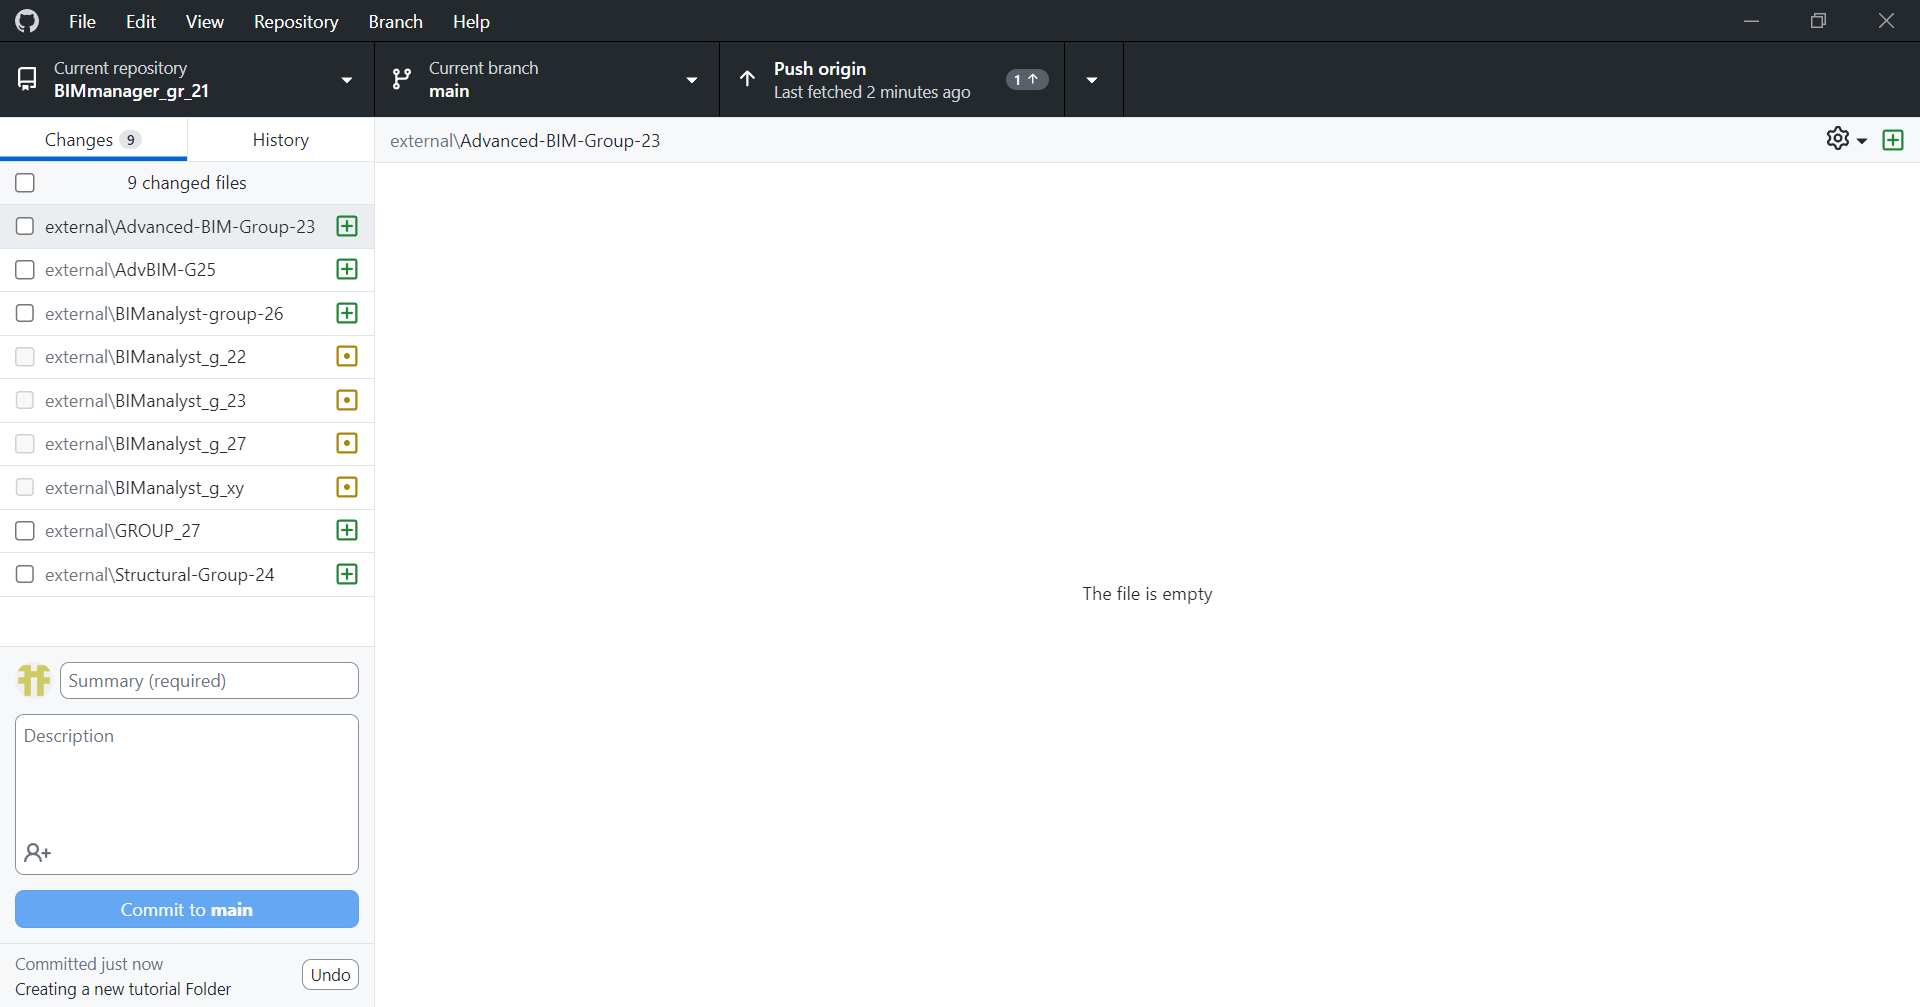 File Edit View Repository Branch Help
Current repository
BIMmanager_gr_21
Current branch
main
Push origin
Last fetched 2 minutes ago
1
Changes 9
History
external\Advanced-BIM-Group-23
9 changed files
external\Advanced-BIM-Group-23
external\AdvBIM-G25
external\BIManalyst-group-26
external\BIManalyst_g_22
external\BIManalyst_g_23
external\BIManalyst_g_27
external\BIManalyst_g_xy
external\GROUP_27
external\Structural-Group-24
The file is empty
Summary (required)
Description
Commit to main
Committed just now
Creating a new tutorial Folder
Undo